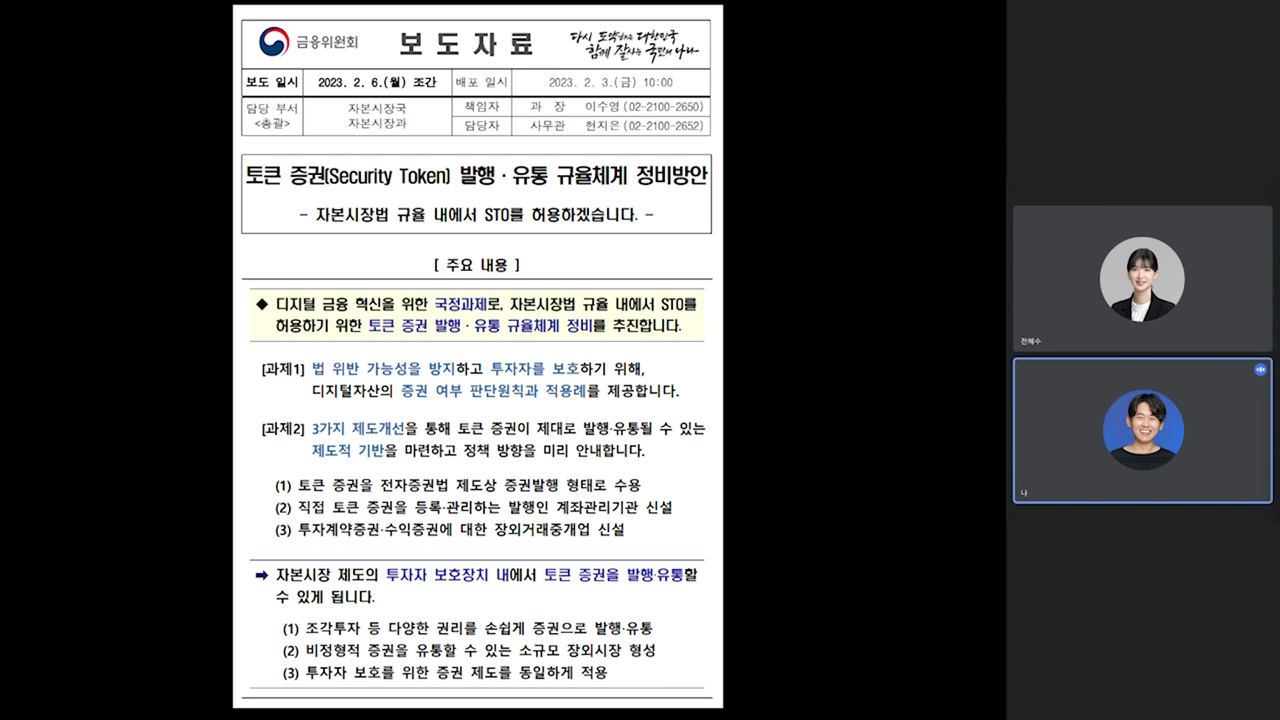 금융위원회
보도자료
다시 도약하는 대한민국
함께 잘사는 국민의 나라
보도 일시 2023. 2. 6.(월) 조간 배포 일시 2023. 2. 3.(금) 10:00
담당 부서 자본시장국 책임자 과 장 이수영 (02-2100-2650)
<총괄> 자본시장과 담당자 사무관 현지은 (02-2100-2652)
토큰 증권(Security Token) 발행·유통 규율체계 정비방안
- 자본시장법 규율 내에서 STO를 허용하겠습니다. -
[ 주요 내용 ]
◆ 디지털 금융 혁신을 위한 국정과제로, 자본시장법 규율 내에서 STO를
허용하기 위한 토큰 증권 발행·유통 규율체계 정비를 추진합니다.
[과제1] 법 위반 가능성을 방지하고 투자자를 보호하기 위해,
디지털자산의 증권 여부 판단원칙과 적용례를 제공합니다.
[과제2] 3가지 제도개선을 통해 토큰 증권이 제대로 발행·유통될 수 있는
제도적 기반을 마련하고 정책 방향을 미리 안내합니다.
(1) 토큰 증권을 전자증권법 제도상 증권발행 형태로 수용
(2) 직접 토큰 증권을 등록·관리하는 발행인 계좌관리기관 신설
(3) 투자계약증권·수익증권에 대한 장외거래중개업 신설
➡ 자본시장 제도의 투자자 보호장치 내에서 토큰 증권을 발행·유통할
수 있게 됩니다.
(1) 조각투자 등 다양한 권리를 손쉽게 증권으로 발행·유통
(2) 비정형적 증권을 유통할 수 있는 소규모 장외시장 형성
(3) 투자자 보호를 위한 증권 제도를 동일하게 적용
전혜수
나